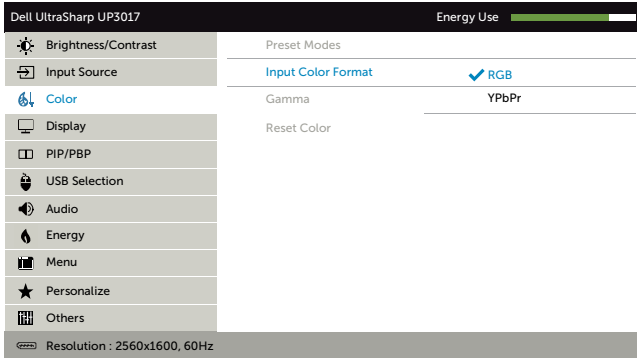 Dell UltraSharp UP3017 Energy Use
Brightness/Contrast Preset Modes
Input Source Input Color Format RGB
Color Gamma YPbPr
Display Reset Color
PIP/PBP
USB Selection
Audio
Energy
Menu
Personalize
Others
Resolution : 2560x1600, 60Hz